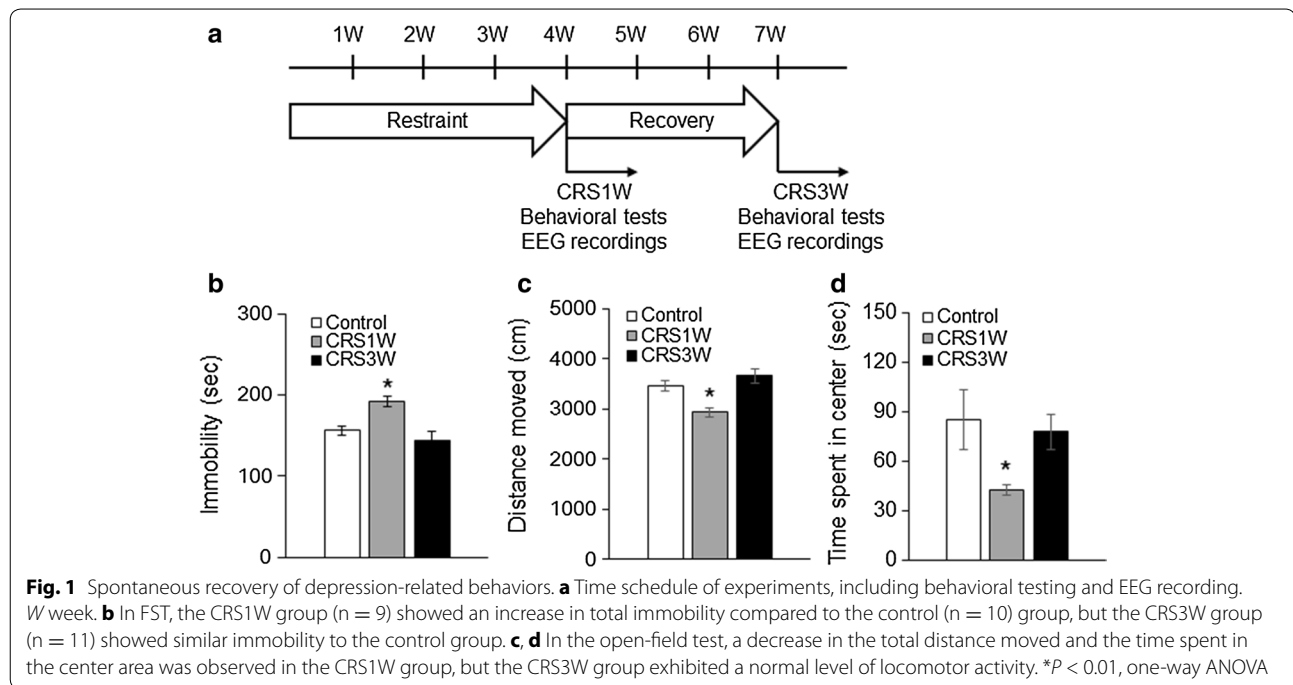 a
1W 2W 3W 4W 5W 6W 7W
Restraint
Recovery
CRS1W
Behavioral tests
EEG recordings
CRS3W
Behavioral tests
EEG recordings
b
Immobility (sec)
300
200
100
0
Control
CRS1W
CRS3W
*
c
Distance moved (cm)
5000
4000
3000
2000
1000
0
Control
CRS1W
CRS3W
*
d
Time spent in center (sec)
150
120
90
60
30
0
Control
CRS1W
CRS3W
*
Fig. 1 Spontaneous recovery of depression-related behaviors. a Time schedule of experiments, including behavioral testing and EEG recording.
W week. b In FST, the CRS1W group (n = 9) showed an increase in total immobility compared to the control (n = 10) group, but the CRS3W group
(n = 11) showed similar immobility to the control group. c, d In the open-field test, a decrease in the total distance moved and the time spent in
the center area was observed in the CRS1W group, but the CRS3W group exhibited a normal level of locomotor activity. *P < 0.01, one-way ANOVA